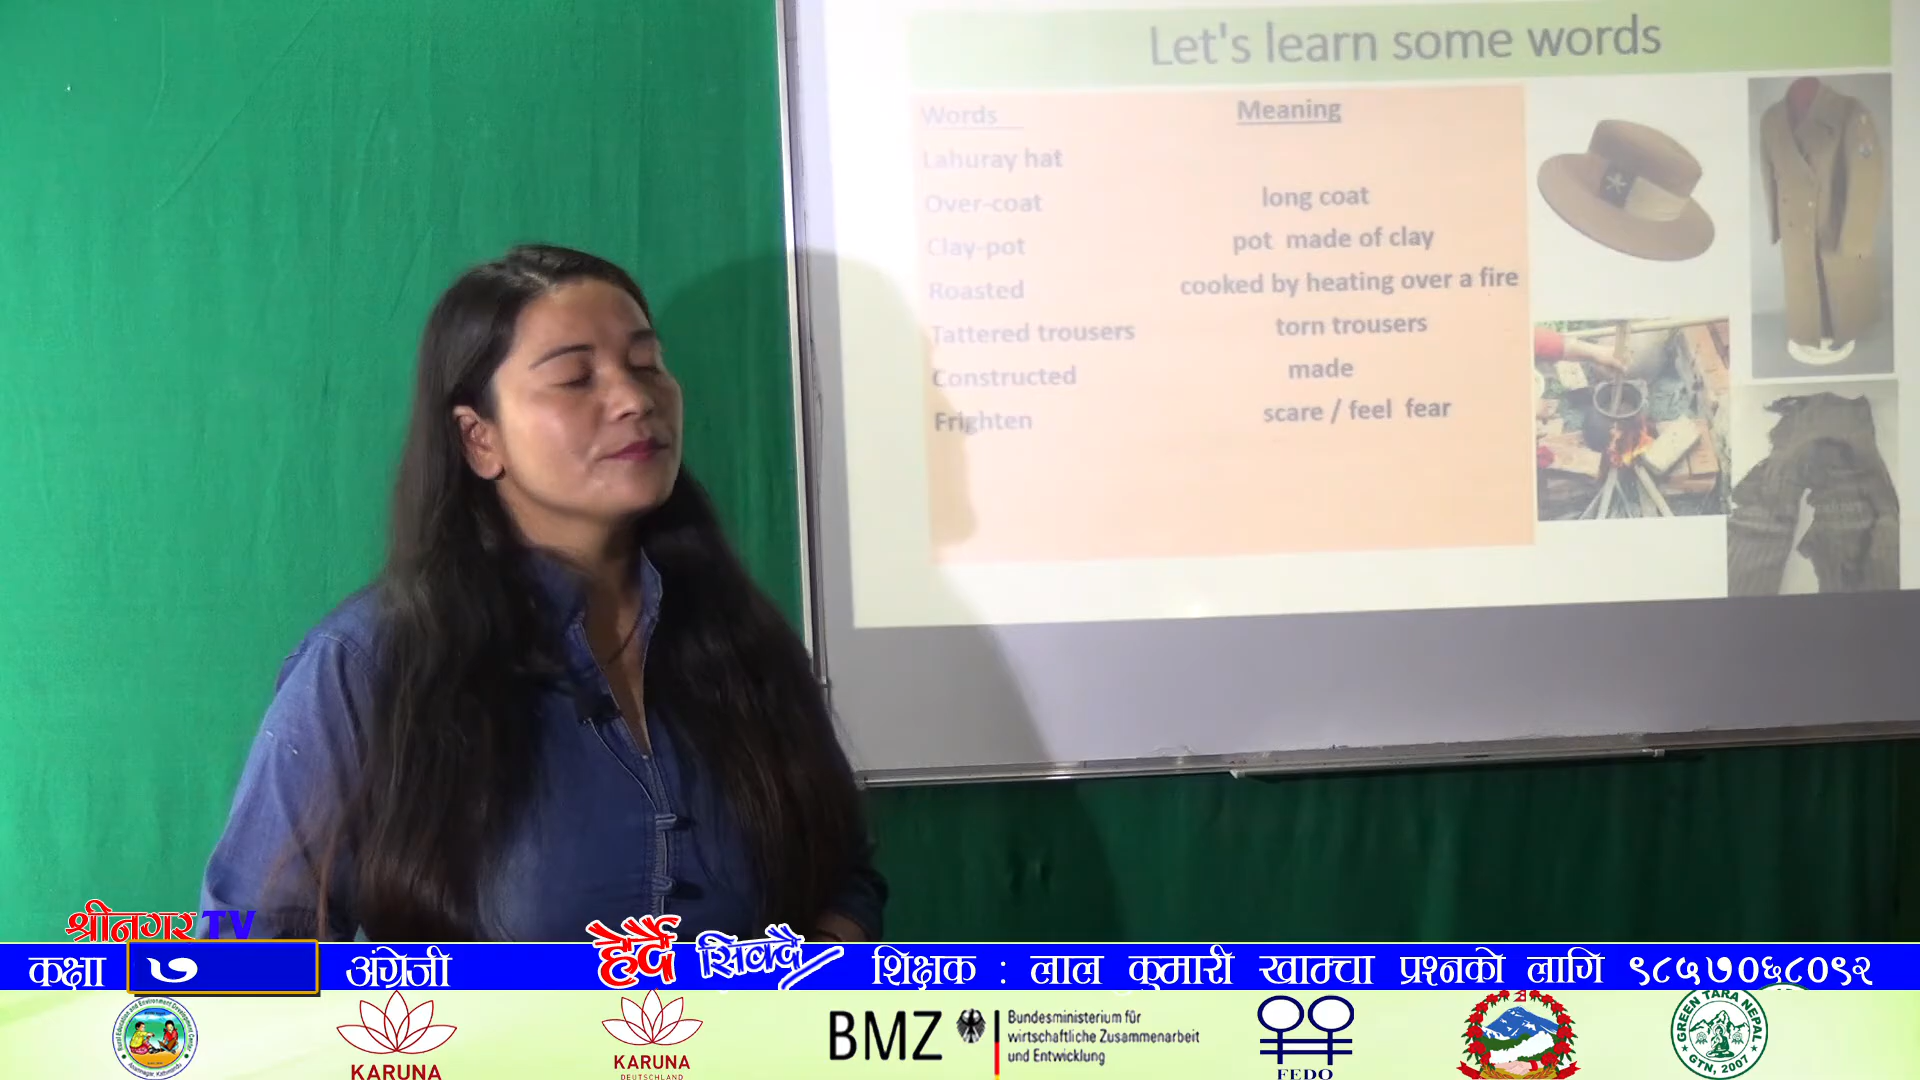 Let's learn some words
Words Meaning
Lahuray hat
Over-coat long coat
Clay-pot pot made of clay
Roasted cooked by heating over a fire
Tattered trousers torn trousers
Constructed made
Frighten scare / feel fear
श्रीनगर TV
कक्षा ७ अंग्रेजी हेर्दै सिक्दै शिक्षक : लाल कुमारी खाम्चा प्रश्नको लागि ९८५७०६८०९२
KARUNA
KARUNA
DEUTSCHLAND
BMZ
Bundesministerium für
wirtschaftliche Zusammenarbeit
und Entwicklung
FEDO
GREEN TARA NEPAL
GTN, 2007